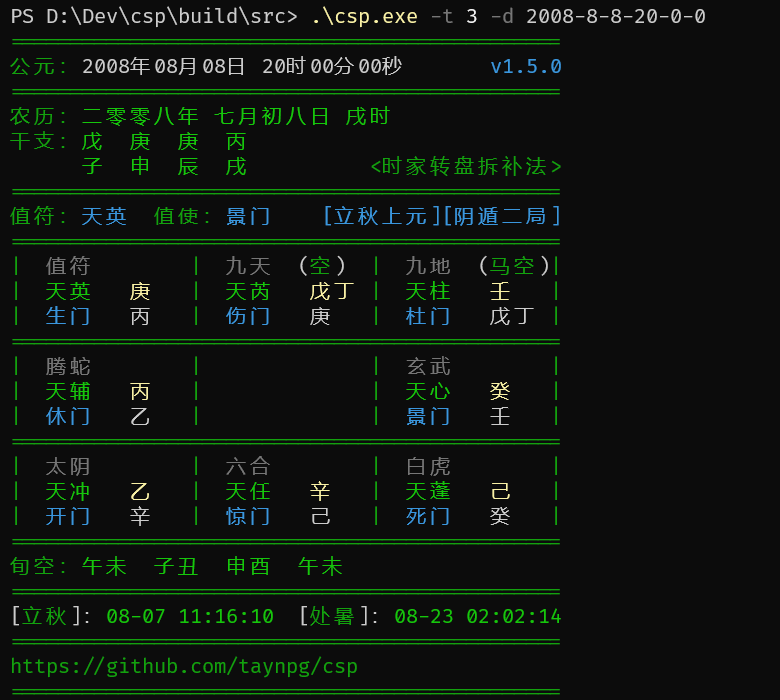 PS D:\Dev\csp\build\src> .\csp.exe -t 3 -d 2008-8-8-20-0-0
公元: 2008年08月08日 20时00分00秒 v1.5.0
农历: 二零零八年 七月初八日 戌时
干支: 戊 庚 庚 丙
子 申 辰 戌 <时家转盘拆补法>
值符: 天英 值使: 景门 [立秋上元][阴遁二局]
| 值符 | 九天 (空) | 九地 (马空)|
| 天英 庚 | 天芮 戊丁 | 天柱 壬 |
| 生门 丙 | 伤门 庚 | 杜门 戊丁 |
| 腾蛇 | | 玄武 |
| 天辅 丙 | | 天心 癸 |
| 休门 乙 | | 景门 壬 |
| 太阴 | 六合 | 白虎 |
| 天冲 乙 | 天任 辛 | 天蓬 己 |
| 开门 辛 | 惊门 己 | 死门 癸 |
旬空: 午未 子丑 申酉 午未
[立秋]: 08-07 11:16:10 [处暑]: 08-23 02:02:14
https://github.com/taynpg/csp